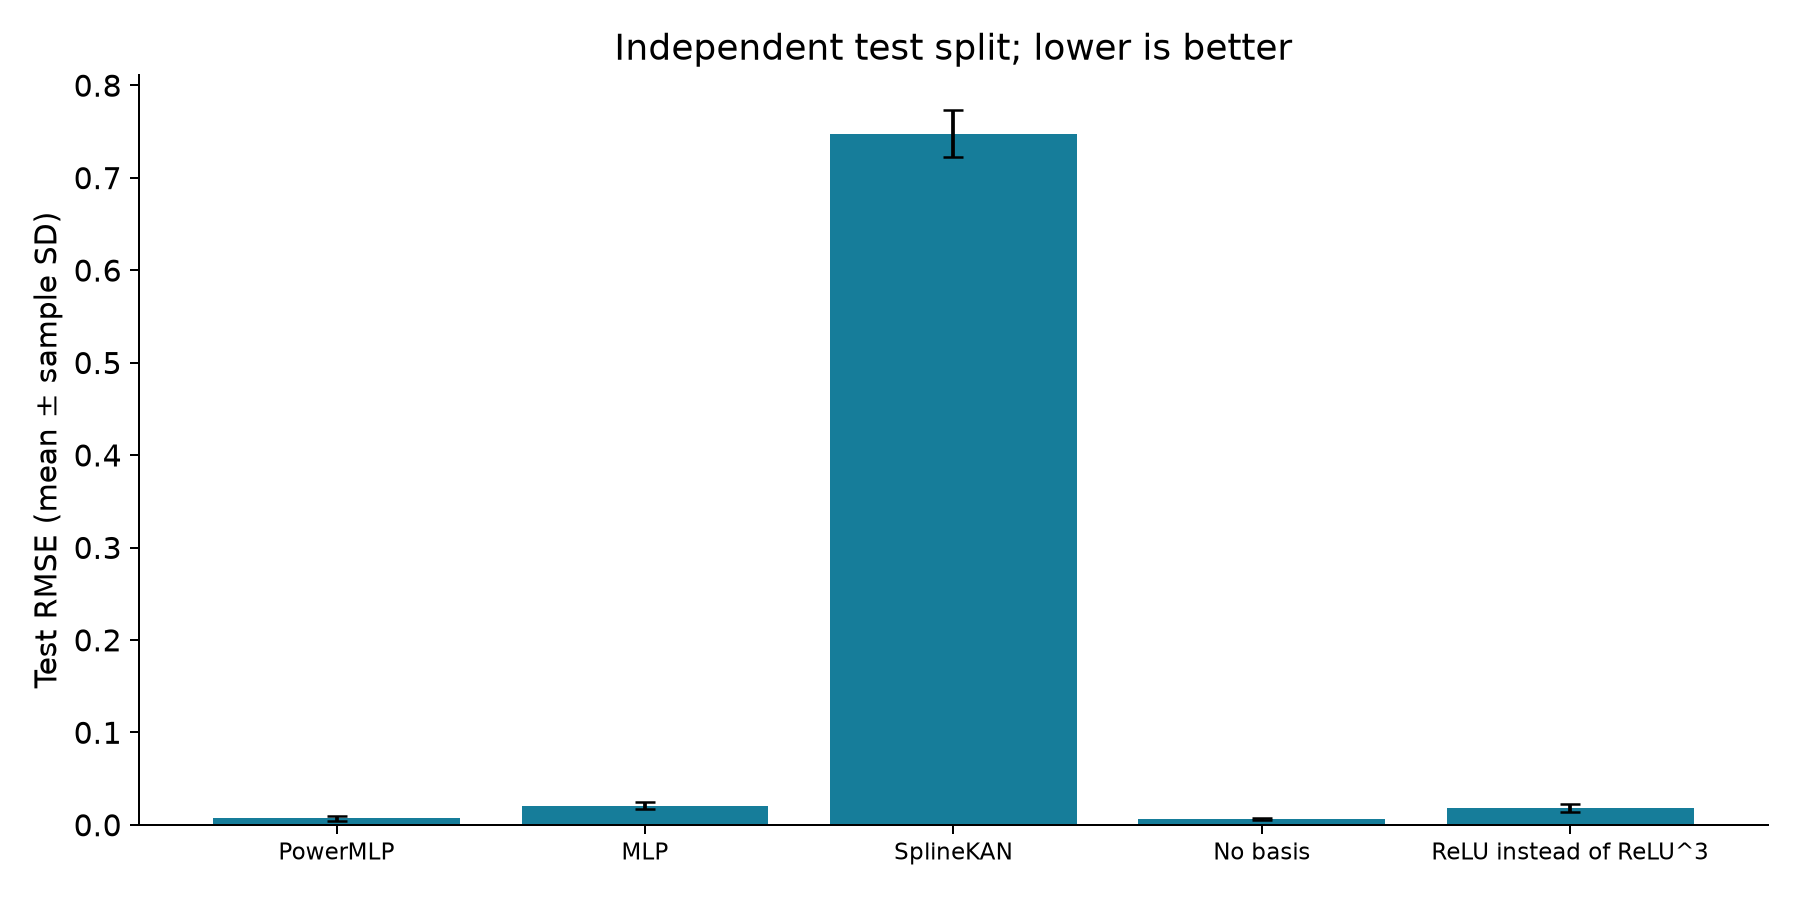 Independent test split; lower is better
Test RMSE (mean ± sample SD)
0.8
0.7
0.6
0.5
0.4
0.3
0.2
0.1
0.0
PowerMLP
MLP
SplineKAN
No basis
ReLU instead of ReLU^3